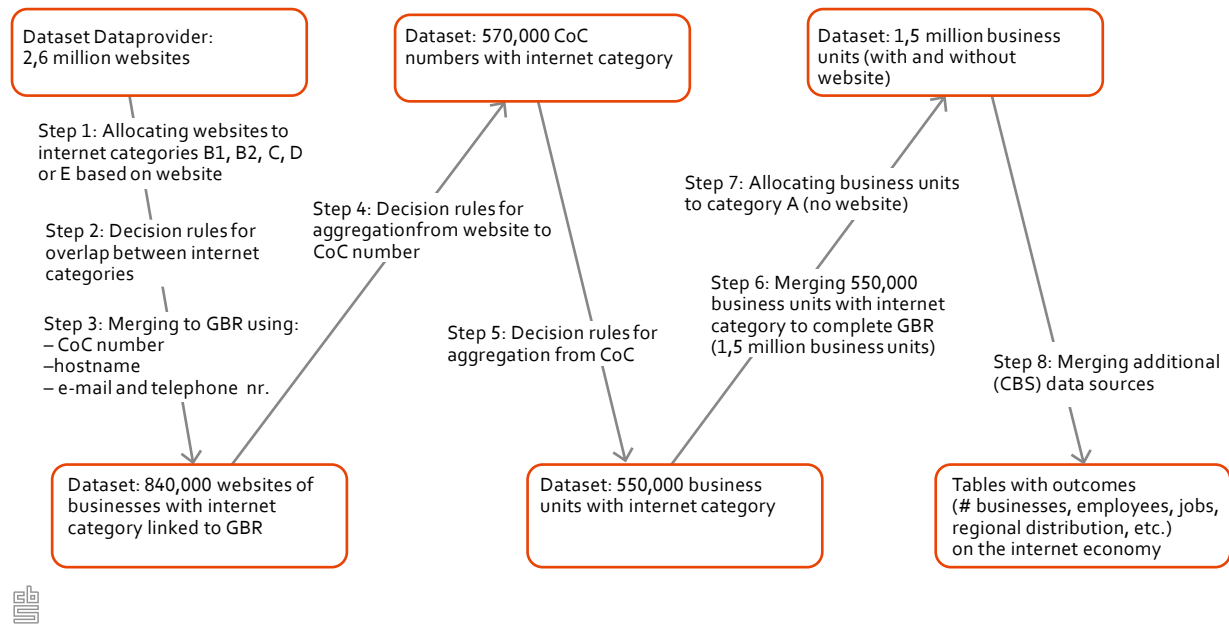 Dataset Dataprovider:
2,6 million websites
Step 1: Allocating websites to
internet categories B1, B2, C, D
or E based on website
Step 2: Decision rules for
overlap between internet
categories
Step 3: Merging to GBR using:
– CoC number
–hostname
– e-mail and telephone nr.
Dataset: 840,000 websites of
businesses with internet
category linked to GBR
Step 4: Decision rules for
aggregationfrom website to
CoC number
Dataset: 570,000 CoC
numbers with internet category
Step 5: Decision rules for
aggregation from CoC
Dataset: 550,000 business
units with internet category
Step 6: Merging 550,000
business units with internet
category to complete GBR
(1,5 million business units)
Step 7: Allocating business units
to category A (no website)
Dataset: 1,5 million business
units (with and without
website)
Step 8: Merging additional
(CBS) data sources
Tables with outcomes
(# businesses, employees, jobs,
regional distribution, etc.)
on the internet economy
cbs